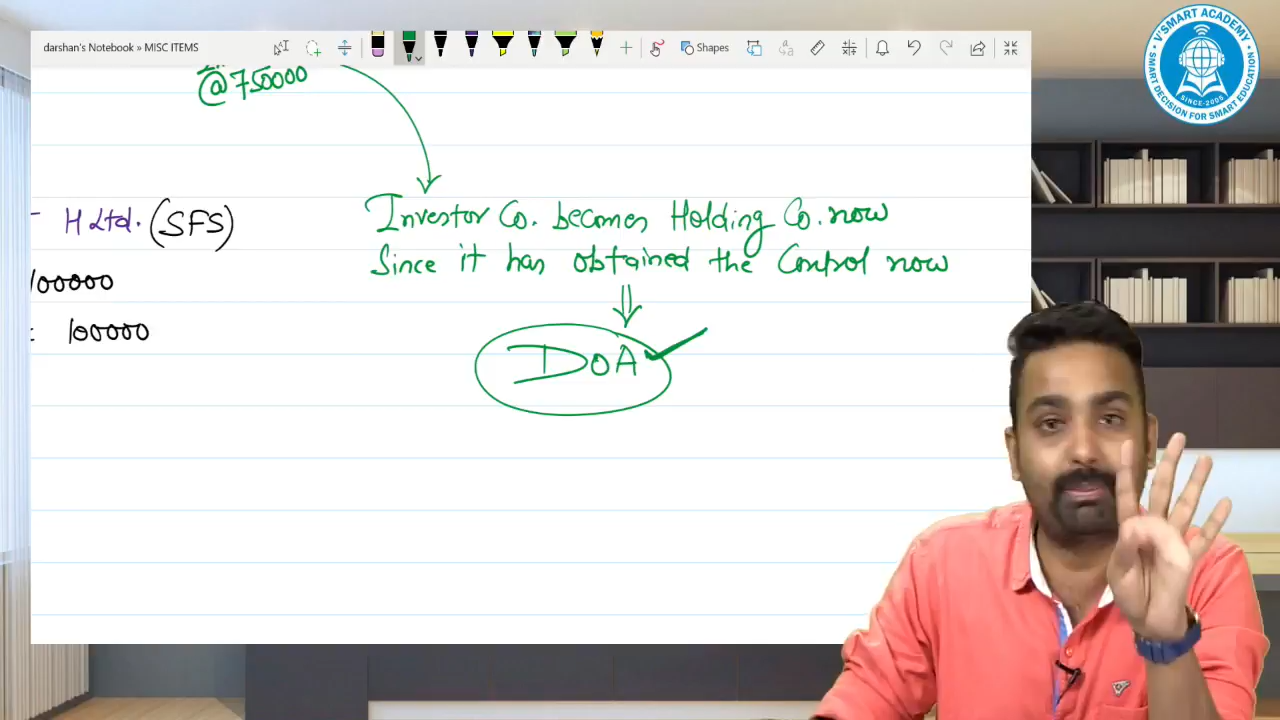 darshan's Notebook » MISC ITEMS
Shapes
@750000
H Ltd. (SFS)
100000
= 100000
Investor Co. becomes Holding Co. now
Since it has obtained the Control now
DOA
V'SMART ACADEMY
SINCE-2005
SMART DECISION FOR SMART EDUCATION